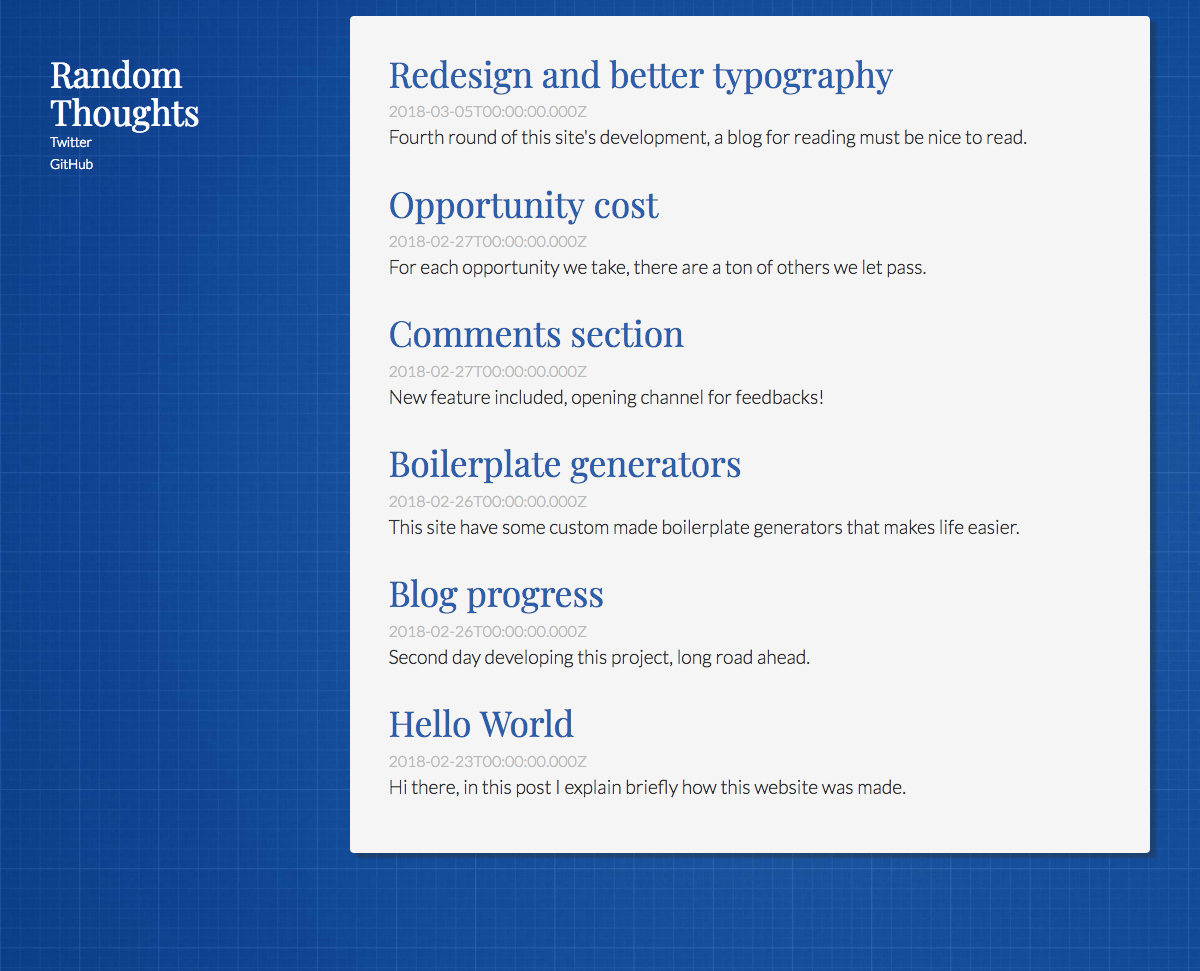 Random
Thoughts
Twitter
GitHub
Redesign and better typography
2018-03-05T00:00:00.000Z
Fourth round of this site's development, a blog for reading must be nice to read.
Opportunity cost
2018-02-27T00:00:00.000Z
For each opportunity we take, there are a ton of others we let pass.
Comments section
2018-02-27T00:00:00.000Z
New feature included, opening channel for feedbacks!
Boilerplate generators
2018-02-26T00:00:00.000Z
This site have some custom made boilerplate generators that makes life easier.
Blog progress
2018-02-26T00:00:00.000Z
Second day developing this project, long road ahead.
Hello World
2018-02-23T00:00:00.000Z
Hi there, in this post I explain briefly how this website was made.